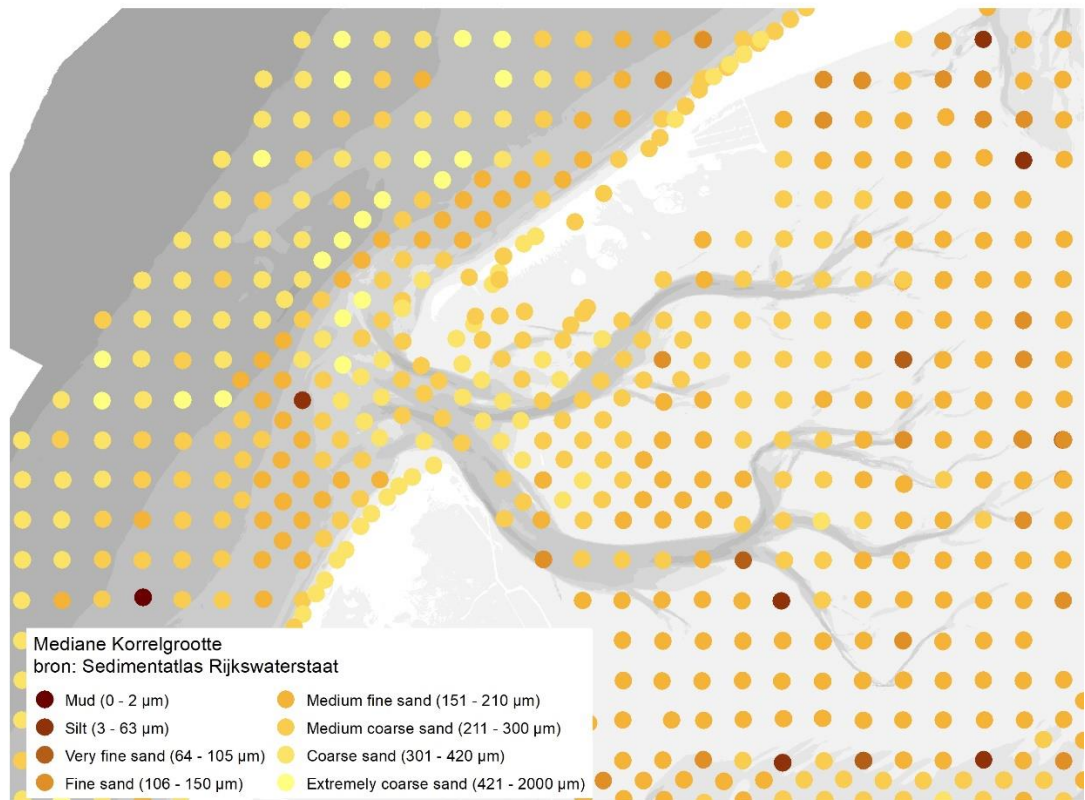 Mediane Korrelgrootte
bron: Sedimentatlas Rijkswaterstaat
Mud (0 - 2 µm)
Silt (3 - 63 µm)
Very fine sand (64 - 105 µm)
Fine sand (106 - 150 µm)
Medium fine sand (151 - 210 µm)
Medium coarse sand (211 - 300 µm)
Coarse sand (301 - 420 µm)
Extremely coarse sand (421 - 2000 µm)